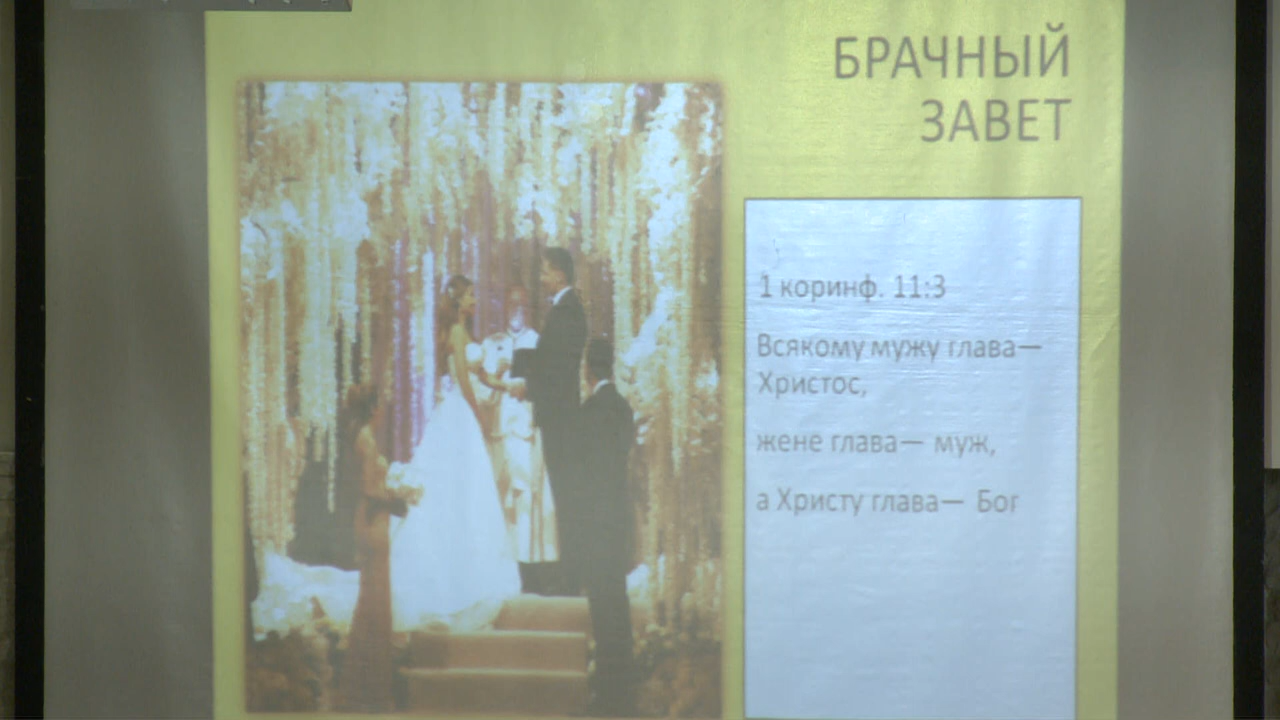 БРАЧНЫЙ
ЗАВЕТ
1 коринф. 11:3
Всякому мужу глава—
Христос,
жене глава— муж,
а Христу глава— Бог